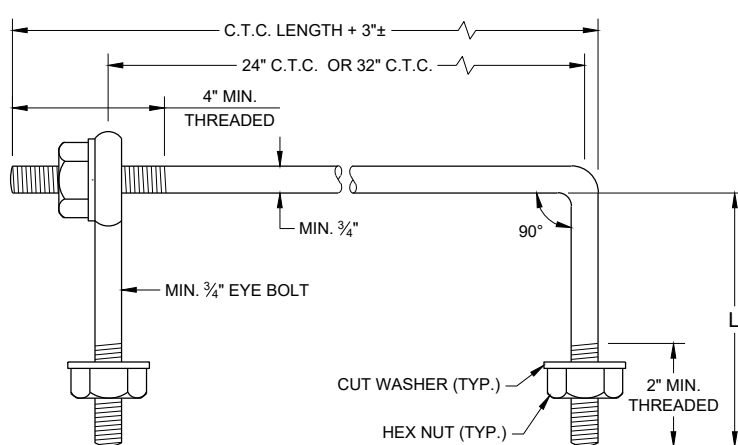 C.T.C. LENGTH + 3"±
24" C.T.C. OR 32" C.T.C.
4" MIN.
THREADED
MIN. ¾"
90°
MIN. ¾" EYE BOLT
L
CUT WASHER (TYP.)
2" MIN.
THREADED
HEX NUT (TYP.)